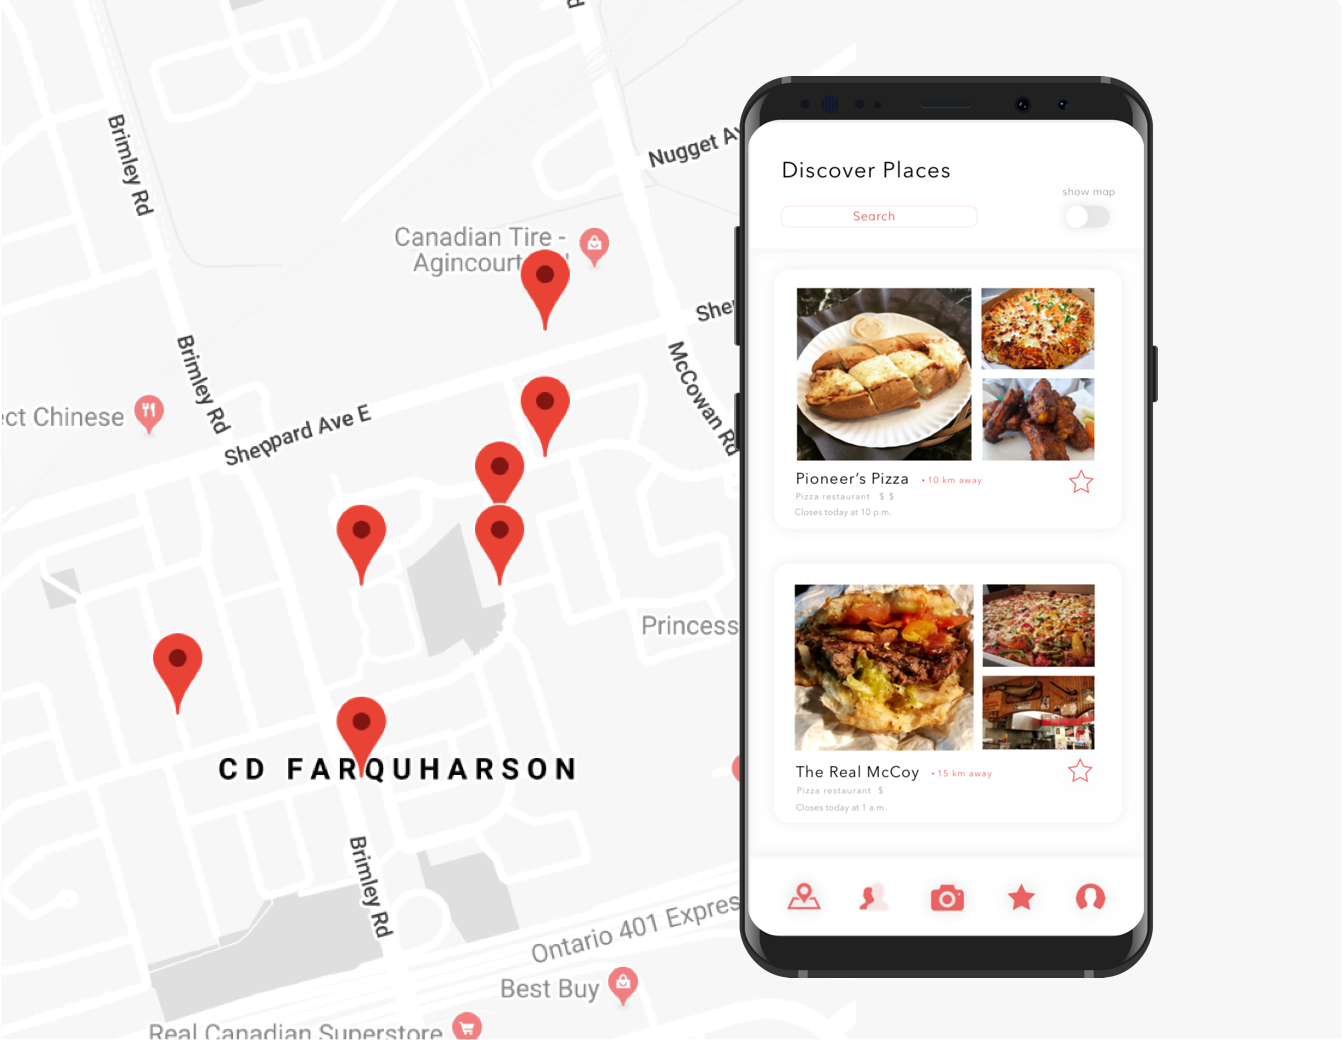 Brimley Rd
Nugget Av
Canadian Tire -
Agincourt
Brimley Rd
Sheppard Ave E
ct Chinese
She
McCowan Rd
Princess
CD FARQUHARSON
Brimley Rd
Ontario 401 Expres
Best Buy
Real Canadian Superstore
Discover Places
show map
Search
Pioneer's Pizza • 10 km away
Pizza restaurant $ $
Closes today at 10 p.m.
The Real McCoy • 15 km away
Pizza restaurant $
Closes today at 1 a.m.